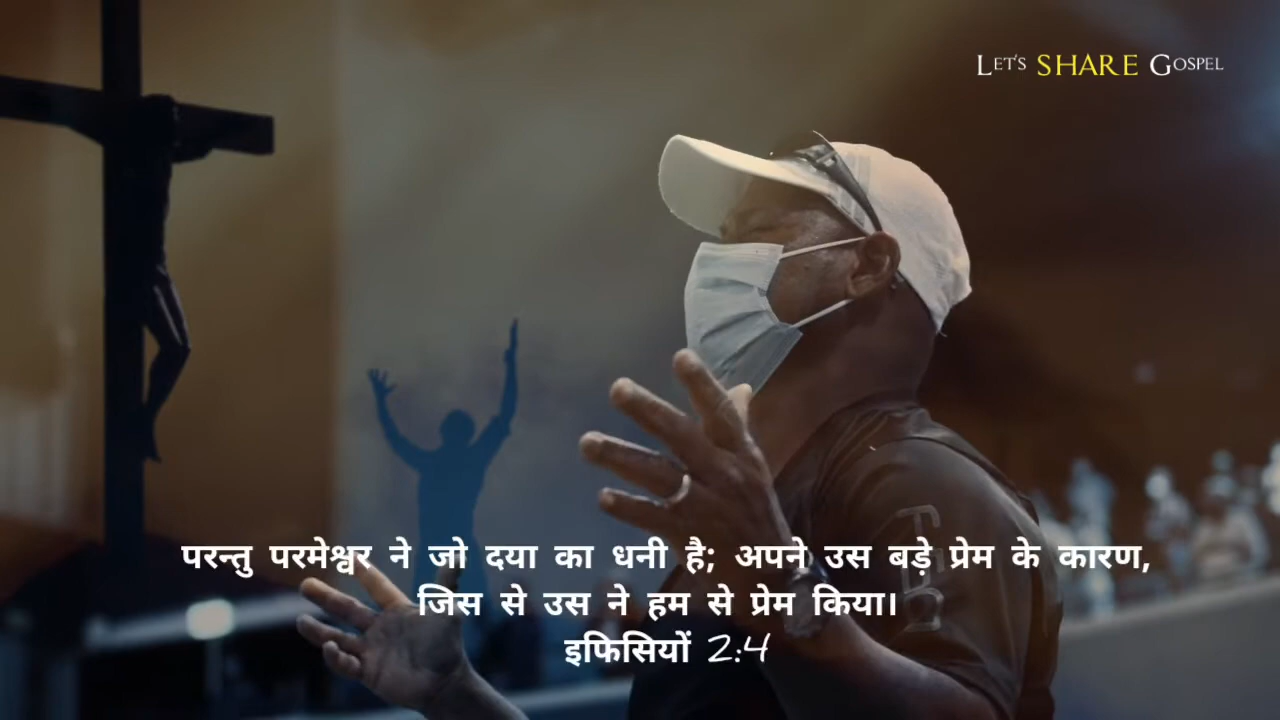 LET'S SHARE GOSPEL
परन्तु परमेश्वर ने जो दया का धनी है; अपने उस बड़े प्रेम के कारण,
जिस से उस ने हम से प्रेम किया।
इफिसियों 2:4